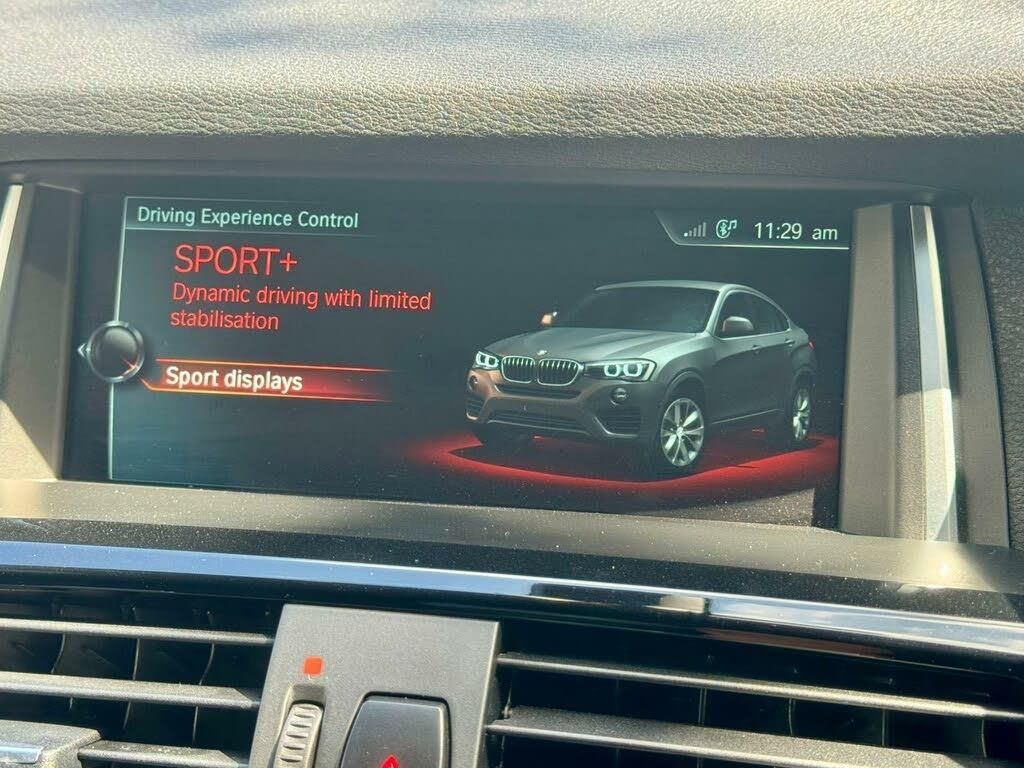 Driving Experience Control
11:29 am
SPORT+
Dynamic driving with limited
stabilisation
Sport displays